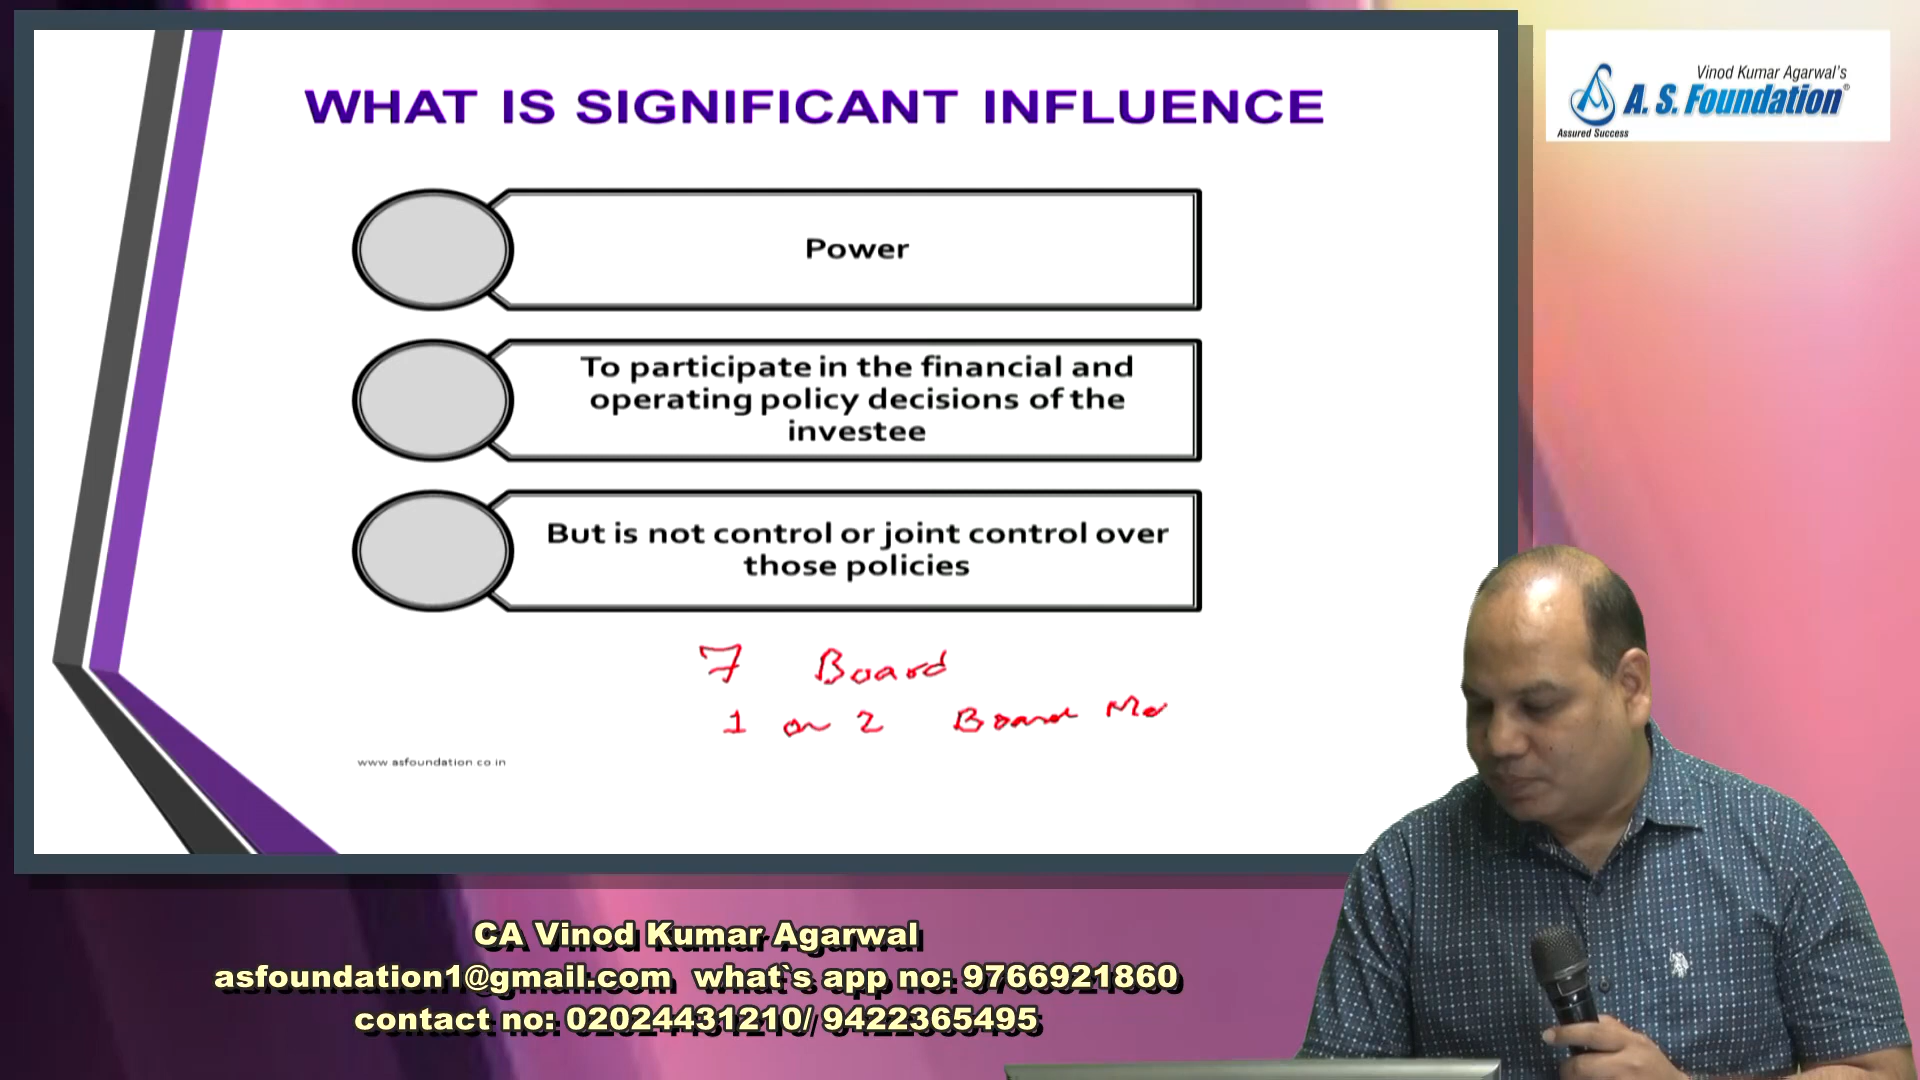 WHAT IS SIGNIFICANT INFLUENCE
Vinod Kumar Agarwal's
A. S. Foundation®
Assured Success
Power
To participate in the financial and
operating policy decisions of the
investee
But is not control or joint control over
those policies
7 Board
1 or 2 Board
www asfoundation co in
CA Vinod Kumar Agarwal
asfoundation1@gmail.com what`s app no: 9766921860
contact no: 02024431210/ 9422365495